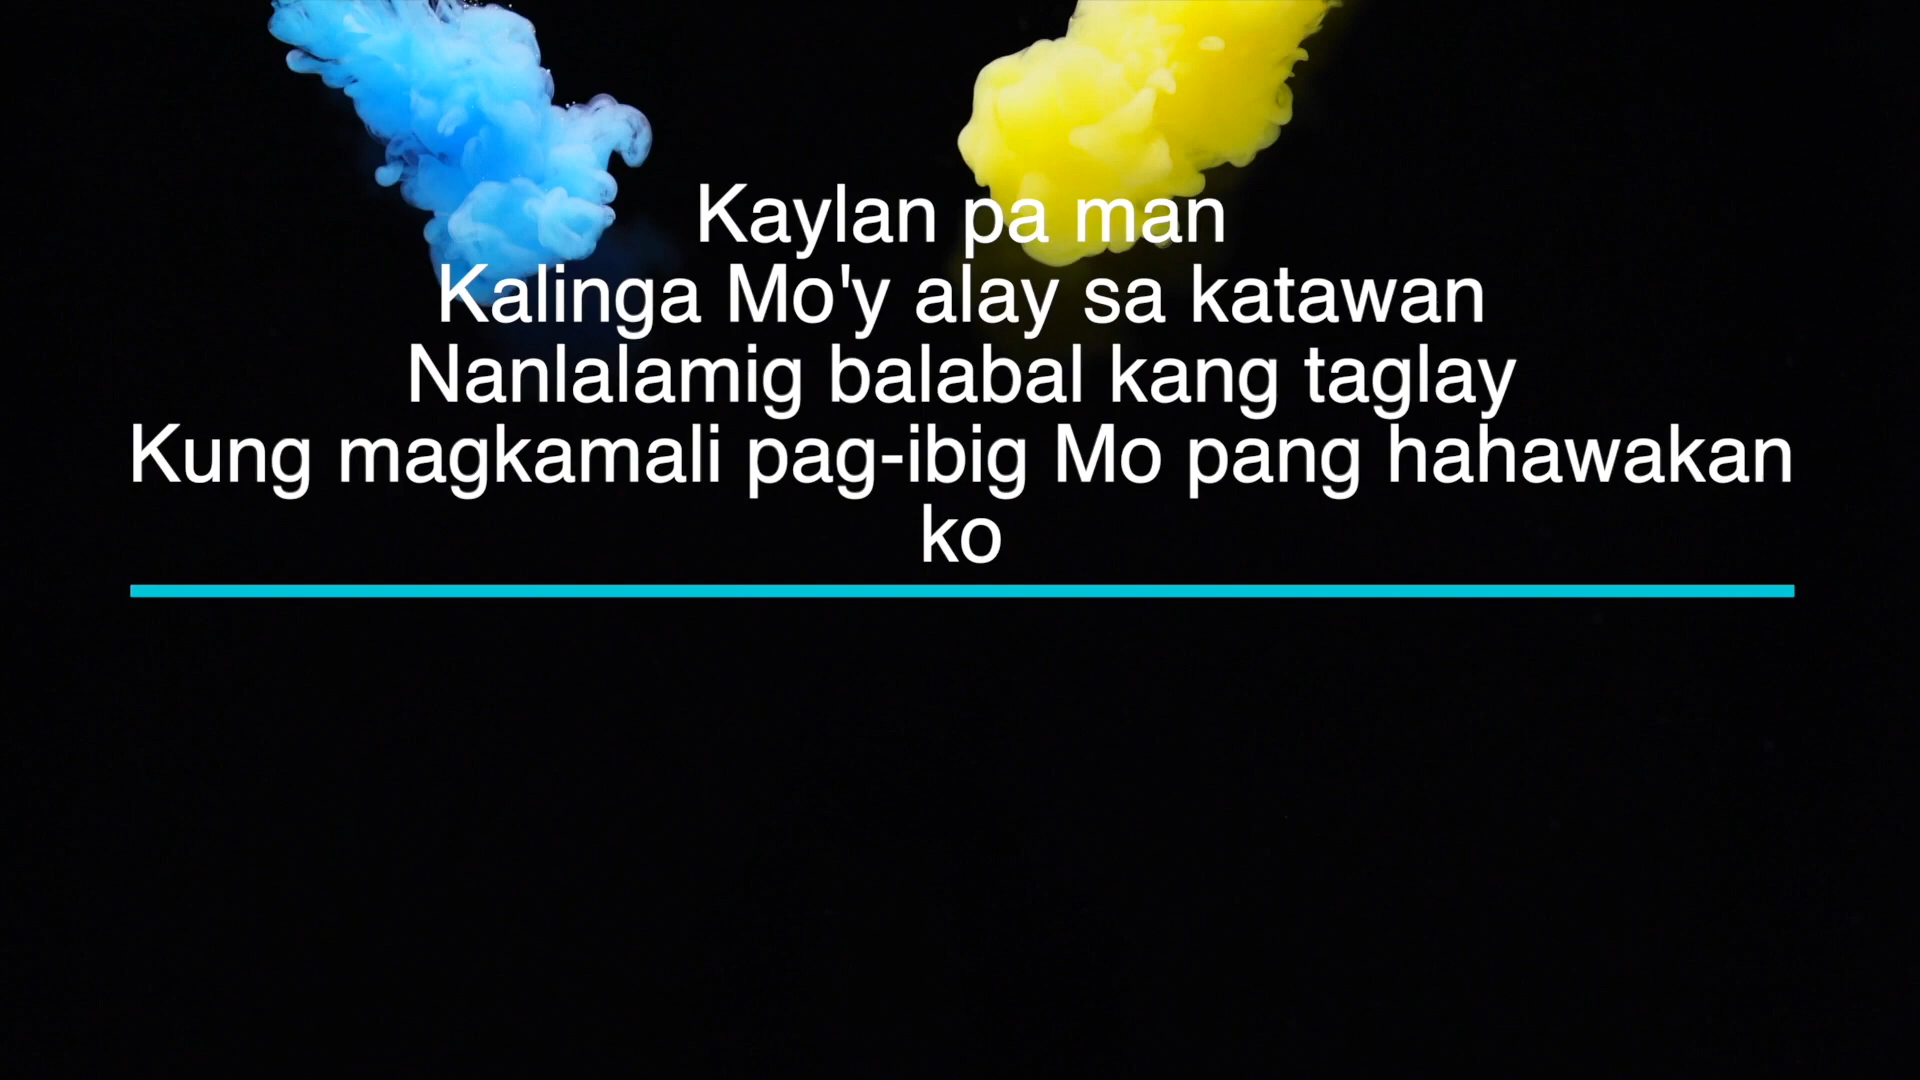 Kaylan pa man
Kalinga Mo'y alay sa katawan
Nanlalamig balabal kang taglay
Kung magkamali pag-ibig Mo pang hahawakan
ko